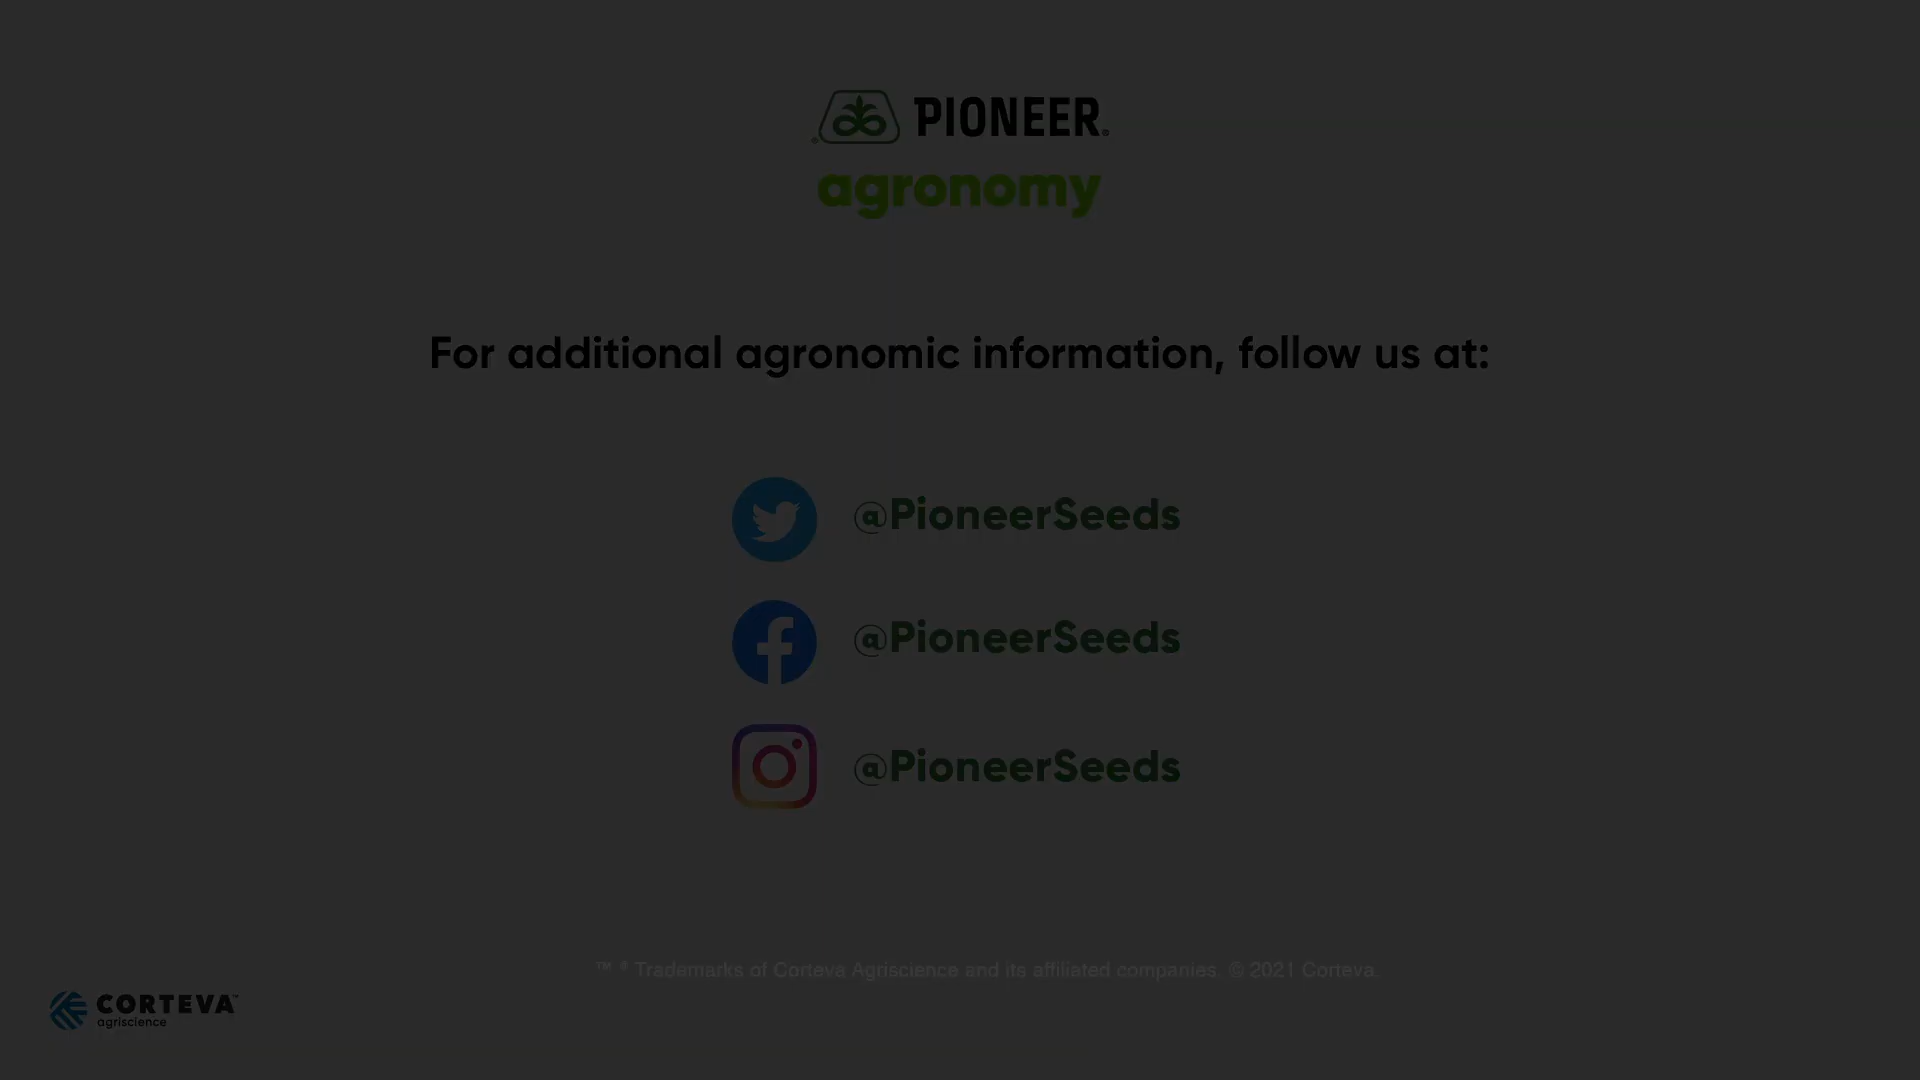 PIONEER®
agronomy
For additional agronomic information, follow us at:
@PioneerSeeds
@PioneerSeeds
@PioneerSeeds
™ ® Trademarks of Corteva Agriscience and its affiliated companies. © 2021 Corteva.
CORTEVA™
agriscience